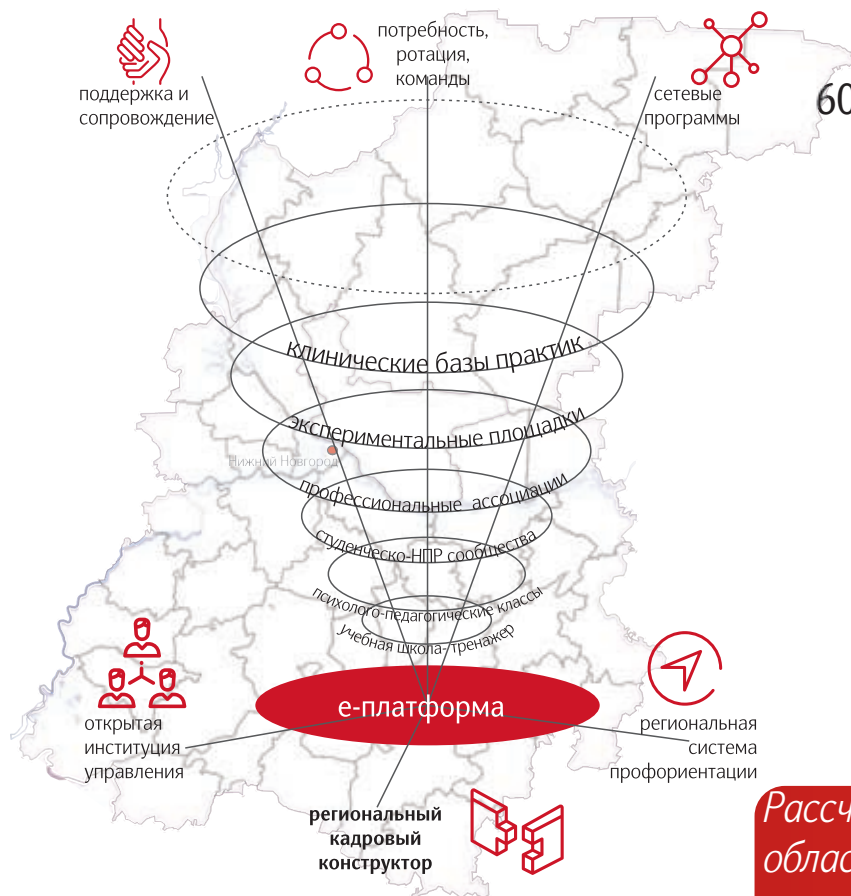 потребность,
ротация,
команды
поддержка и
сопровождение
сетевые
программы
60
клинические базы практик
экспериментальные площадки
Нижний Новгород
профессиональные ассоциации
студенческо-НПР сообщества
психолого-педагогические классы
учебная школа- тренажер
е-платформа
открытая
институция
управления
региональная
система
профориентации
региональный
кадровый
конструктор
Рассч
облас